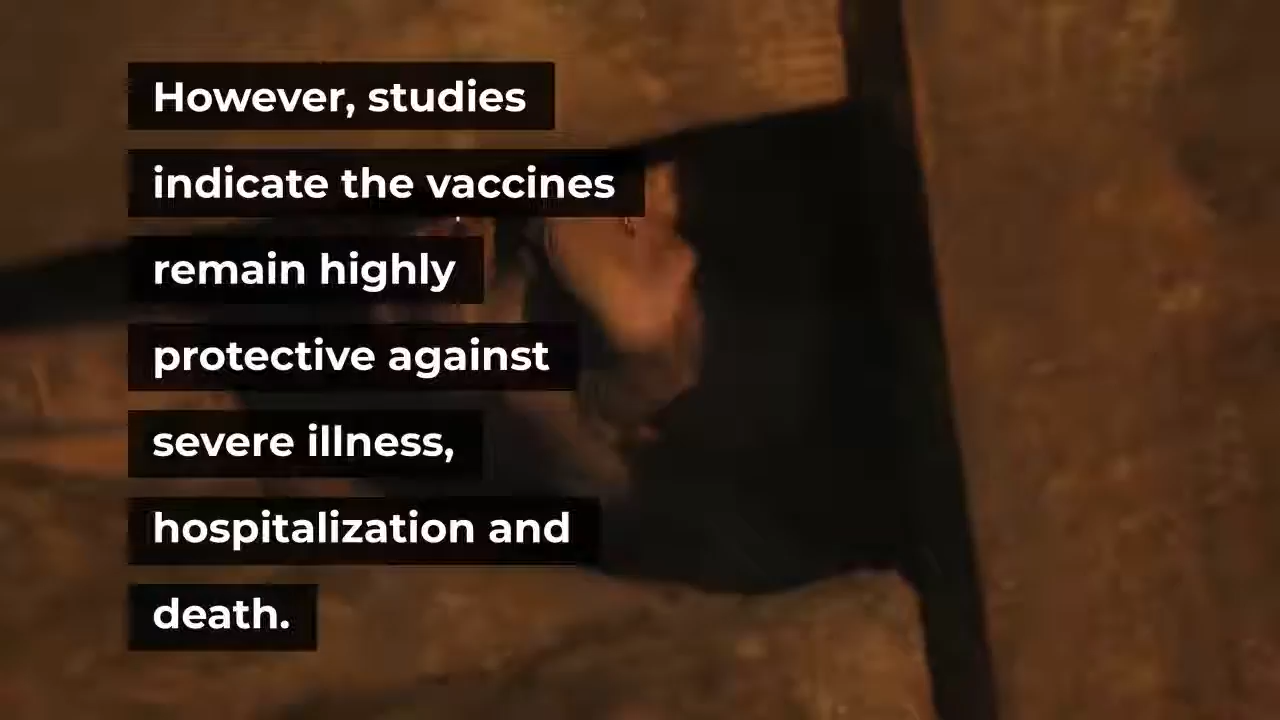 However, studies
indicate the vaccines
remain highly
protective against
severe illness,
hospitalization and
death.